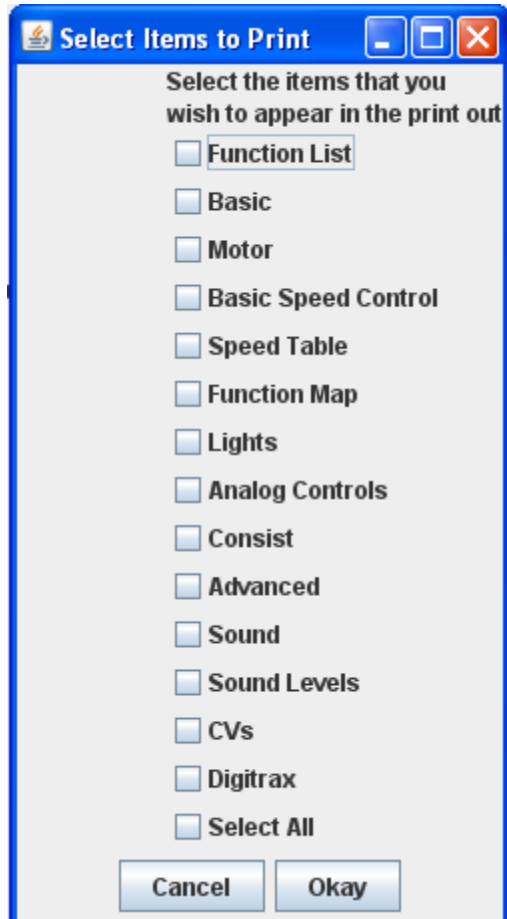 Select Items to Print
Select the items that you
wish to appear in the print out
Function List
Basic
Motor
Basic Speed Control
Speed Table
Function Map
Lights
Analog Controls
Consist
Advanced
Sound
Sound Levels
CVs
Digitrax
Select All
Cancel Okay